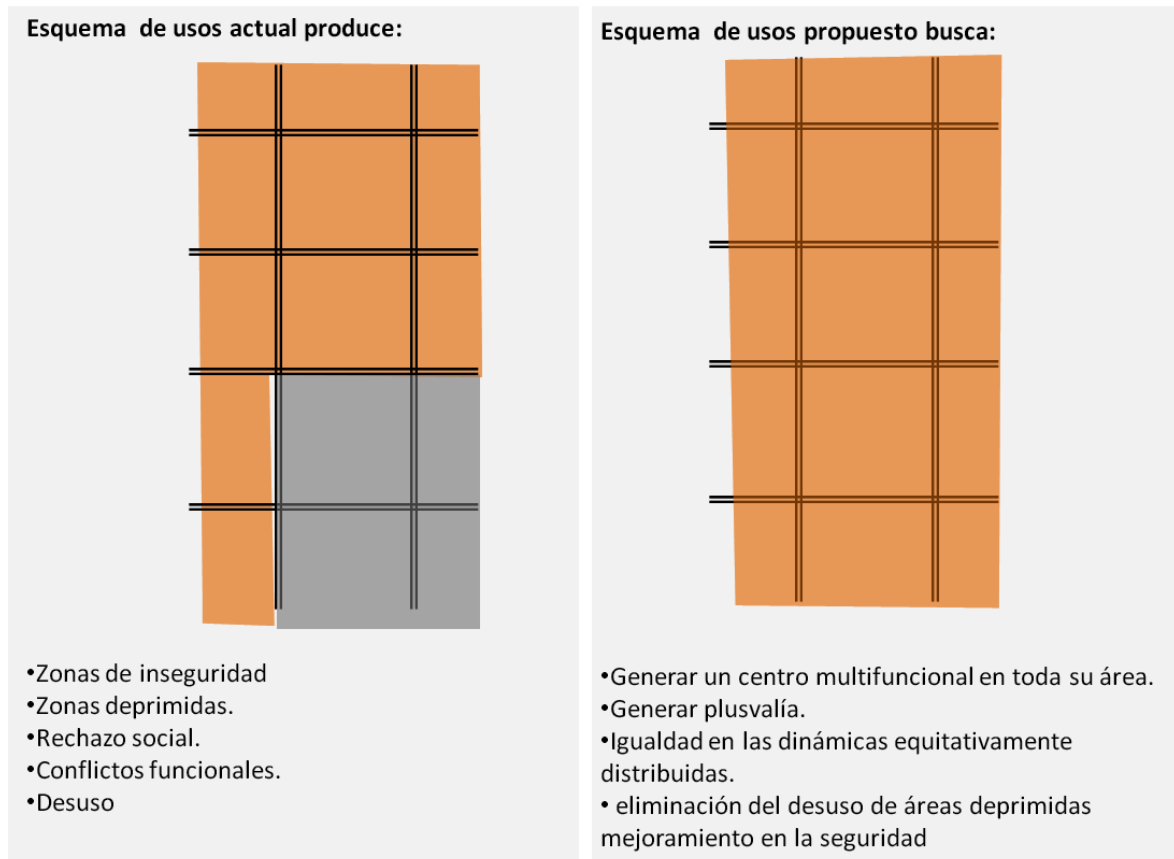 Esquema de usos actual produce:
•Zonas de inseguridad
•Zonas deprimidas.
•Rechazo social.
•Conflictos funcionales.
•Desuso
Esquema de usos propuesto busca:
•Generar un centro multifuncional en toda su área.
•Generar plusvalía.
•Igualdad en las dinámicas equitativamente
distribuidas.
• eliminación del desuso de áreas deprimidas
mejoramiento en la seguridad